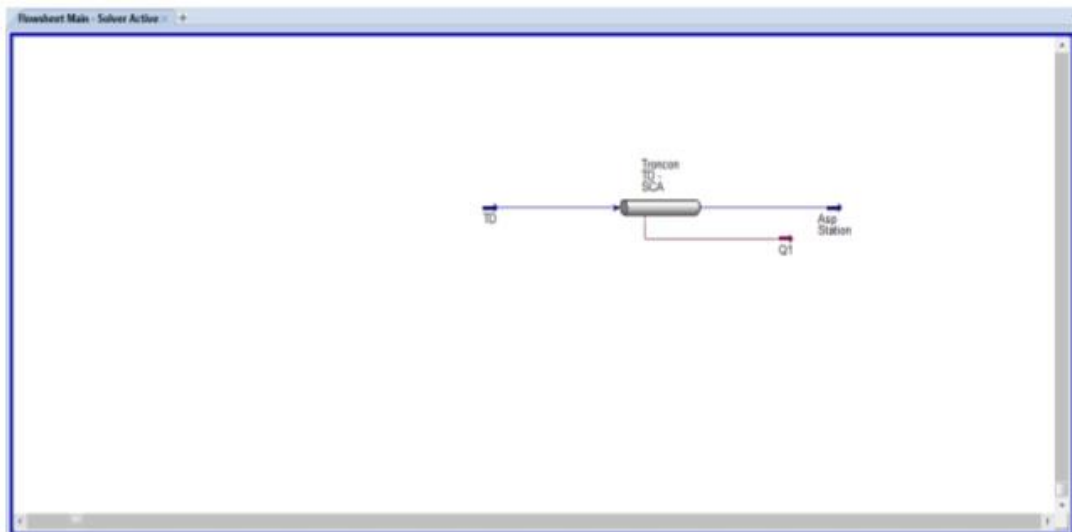 Flowsheet Main - Solver Active
Troncon
TD -
SCA
TD
Asp
Station
Q1